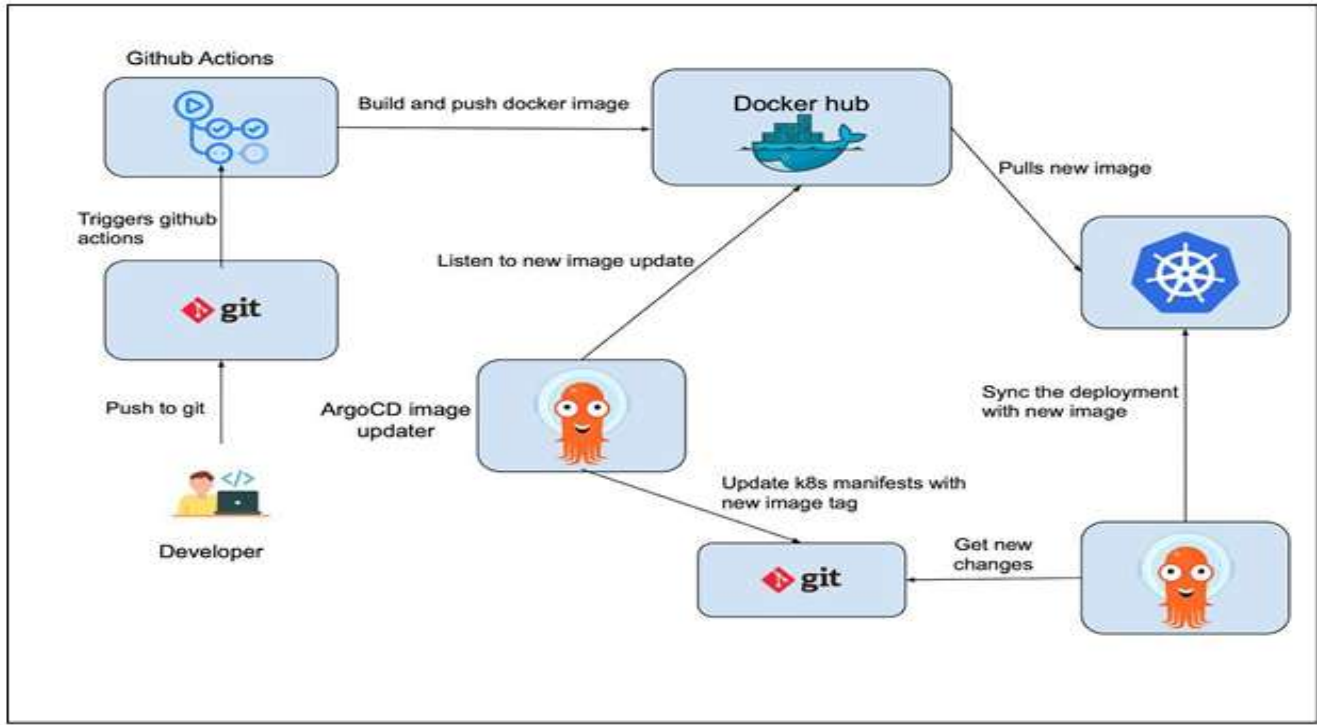 Github Actions
Build and push docker image
Docker hub
Pulls new image
Triggers github
actions
Listen to new image update
git
Push to git
ArgoCD image
updater
Sync the deployment
with new image
</>
Developer
Update k8s manifests with
new image tag
Get new
changes
git